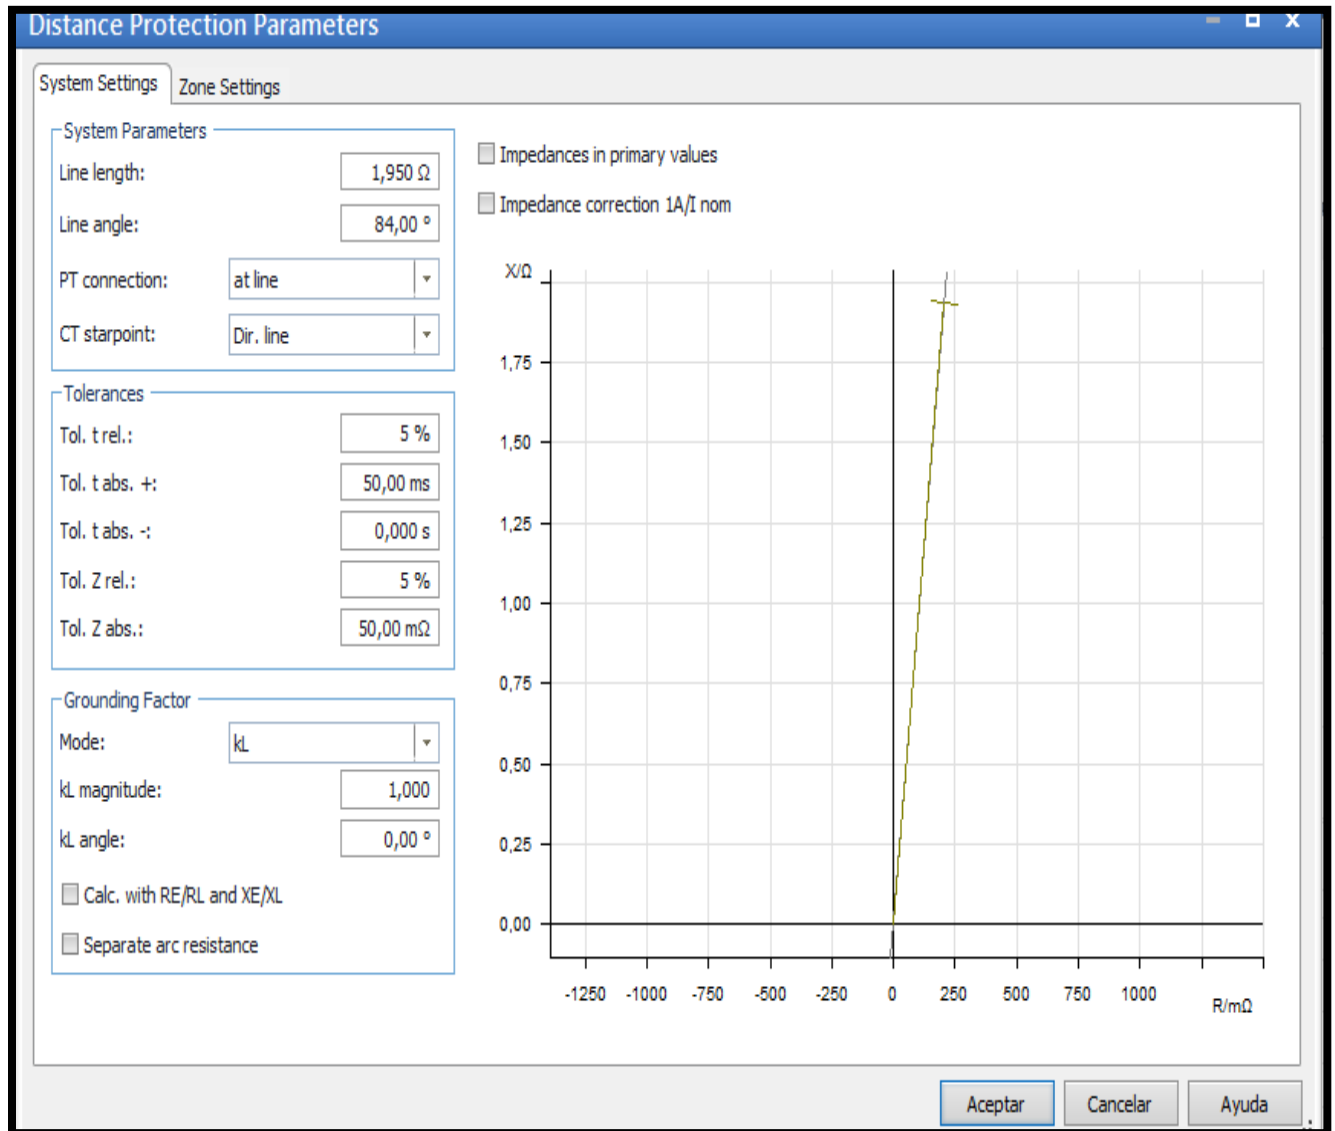 Distance Protection Parameters
System Settings
Zone Settings
System Parameters
Line length:
1,950 Ω
Line angle:
84,00 °
PT connection:
at line
CT starpoint:
Dir. line
Tolerances
Tol. t rel.:
5 %
Tol. t abs. +:
50,00 ms
Tol. t abs. -:
0,000 s
Tol. Z rel.:
5 %
Tol. Z abs.:
50,00 mΩ
Grounding Factor
Mode:
kL
kL magnitude:
1,000
kL angle:
0,00 °
Calc. with RE/RL and XE/XL
Separate arc resistance
Impedances in primary values
Impedance correction 1A/I nom
X/Ω
1,75
1,50
1,25
1,00
0,75
0,50
0,25
0,00
-1250 -1000 -750 -500 -250 0 250 500 750 1000
R/mΩ
Aceptar
Cancelar
Ayuda